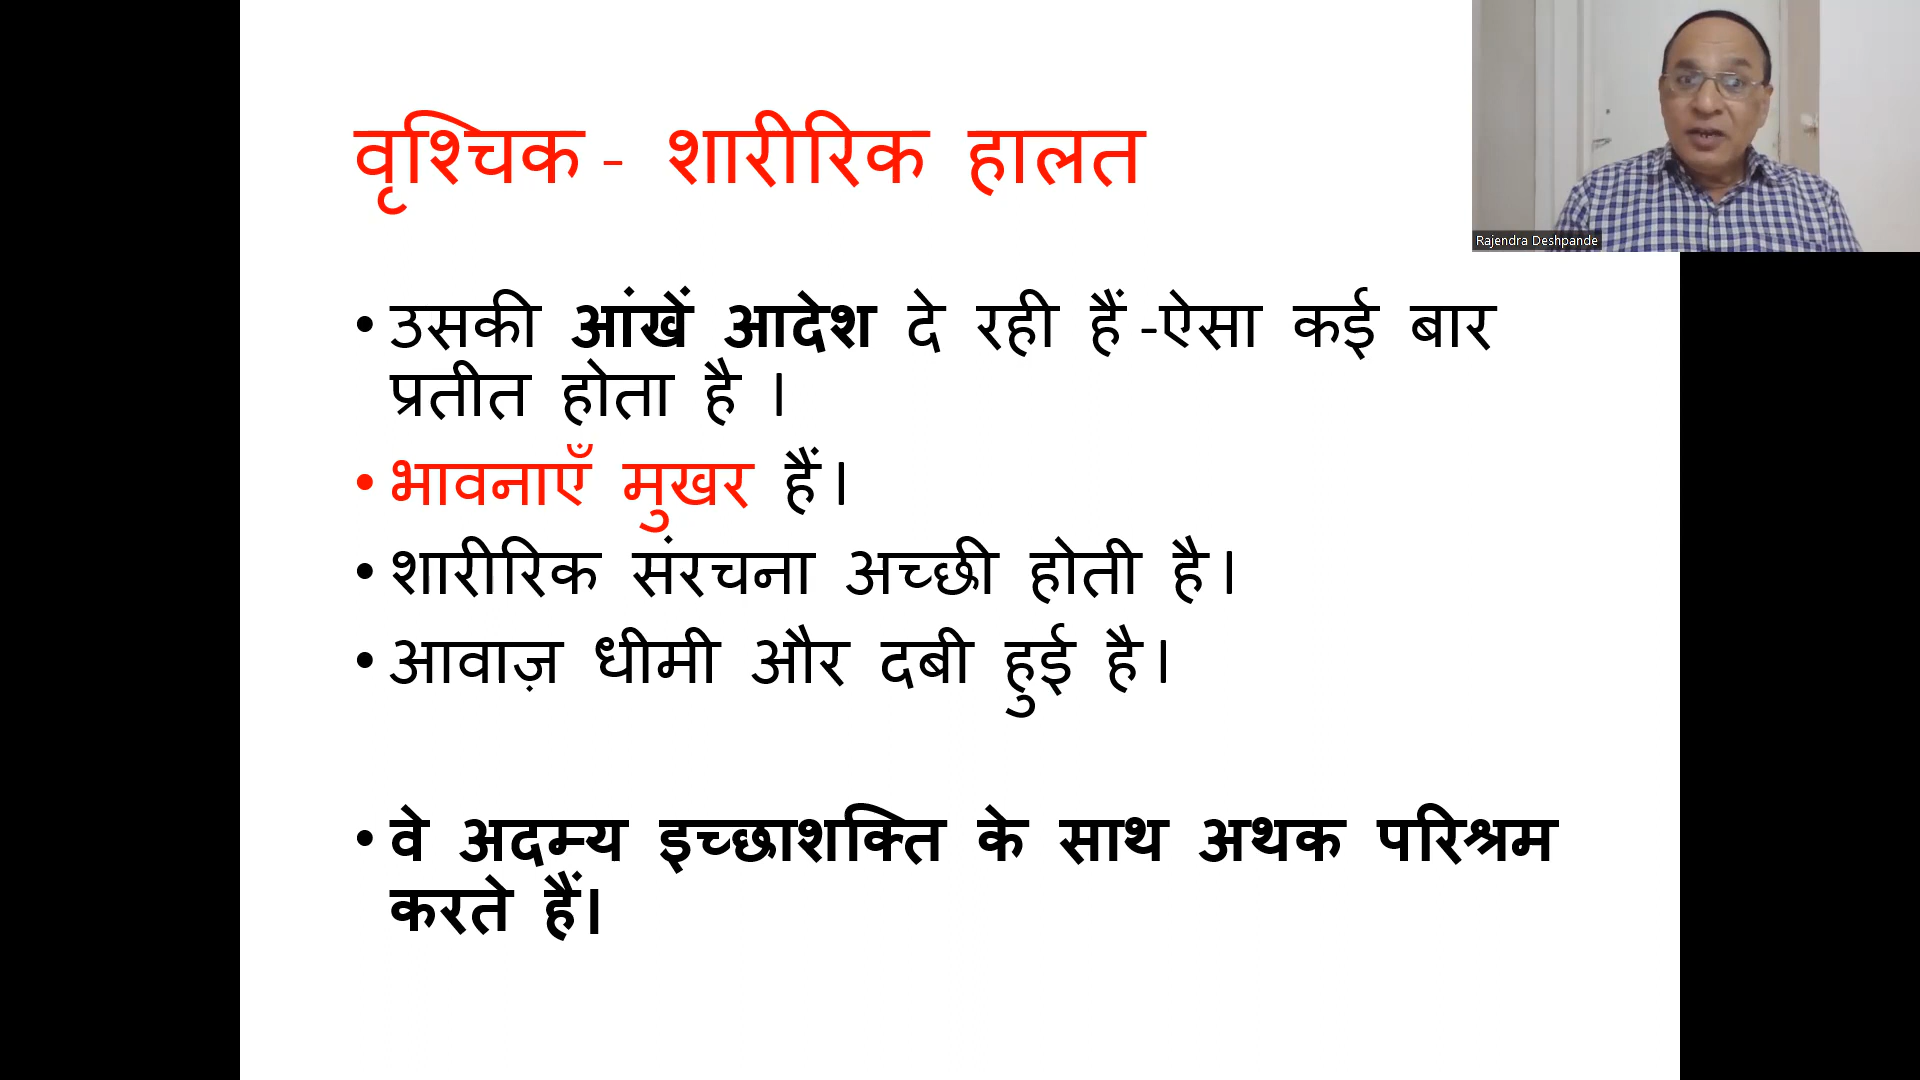 वृश्चिक - शारीरिक हालत
Rajendra Deshpande
• उसकी आंखें आदेश दे रही हैं -ऐसा कई बार
प्रतीत होता है ।
• भावनाएँ मुखर हैं।
• शारीरिक संरचना अच्छी होती है।
• आवाज़ धीमी और दबी हुई है।
• वे अदम्य इच्छाशक्ति के साथ अथक परिश्रम
करते हैं।